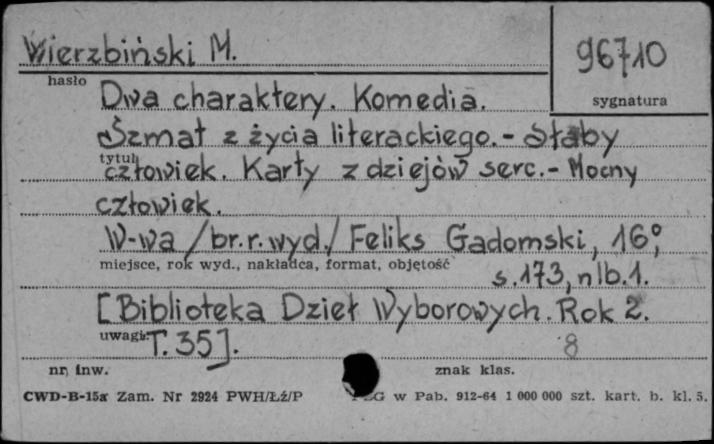 Wierzbiński M.
96710
hasło
sygnatura
Dwa charaktery. Komedia.
Szmat z życia literackiego. - Słaby
tytuł
człowiek. Karty z dziejów serc. - Mocny
człowiek.
W-wa /br.r.wyd./ Feliks Gadomski, 16°,
miejsce, rok wyd., nakładca, format, objętość
s.173, nlb.1.
[Biblioteka Dzieł Wyborowych. Rok 2.
uwagi:
T. 35].
8
nr, inw.
znak klas.
CWD-B-15a Zam. Nr 2924 PWH/Łź/P
w Pab. 912-64 1 000 000 szt. kart. b. kl. 5.